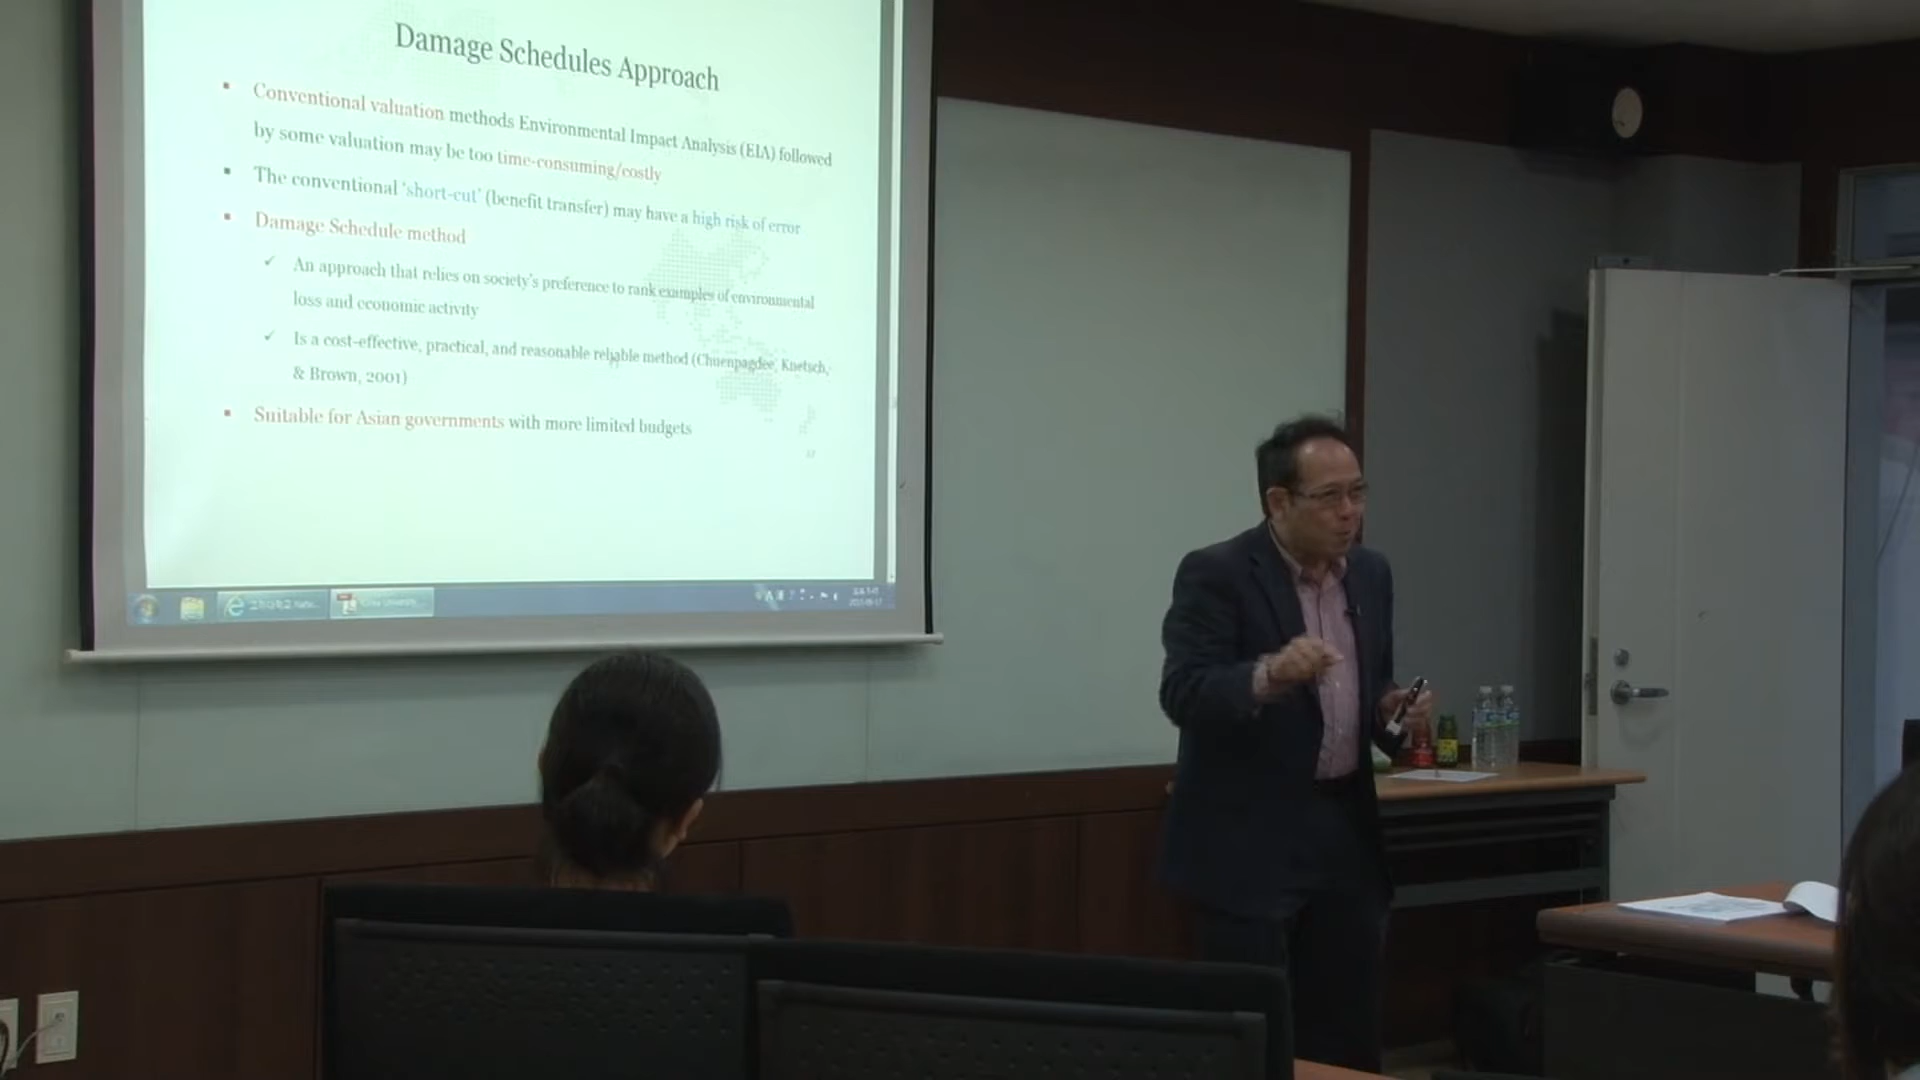 Damage Schedules Approach
Conventional valuation methods Environmental Impact Analysis (EIA) followed
by some valuation may be too time-consuming/costly
The conventional 'short-cut' (benefit transfer) may have a high risk of error
Damage Schedule method
An approach that relies on society's preference to rank examples of environmental
loss and economic activity
Is a cost-effective, practical, and reasonable reliable method (Chuenpagdee, Knetsch,
& Brown, 2001)
Suitable for Asian governments with more limited budgets